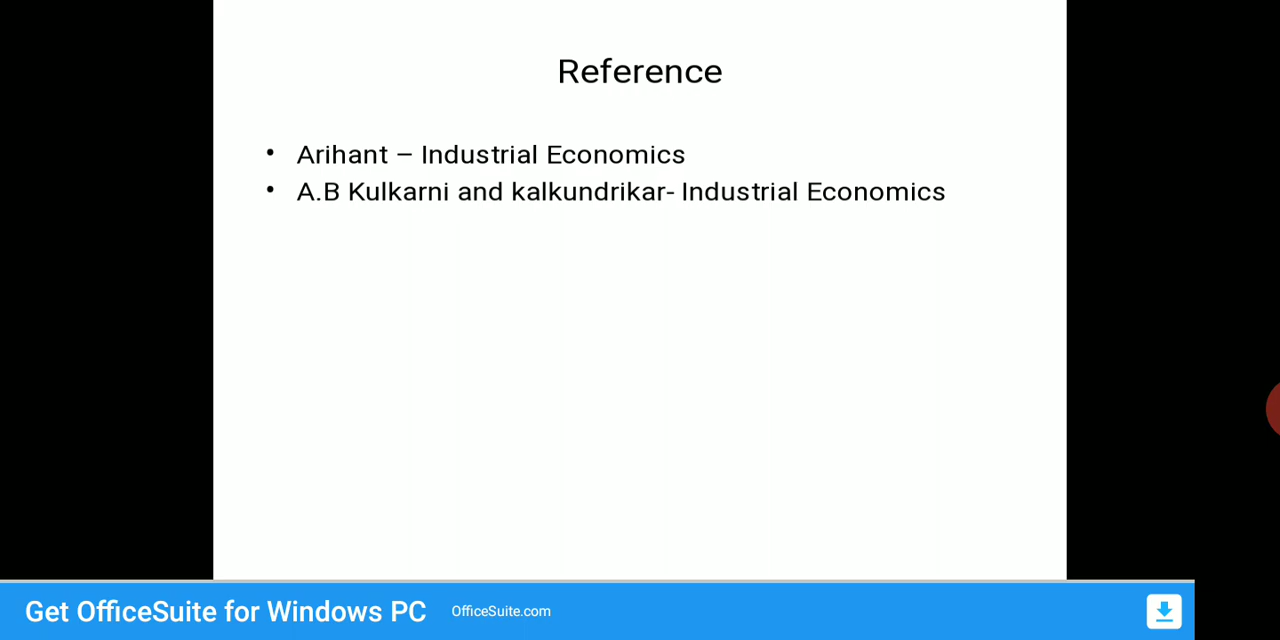 Reference
• Arihant – Industrial Economics
• A.B Kulkarni and kalkundrikar- Industrial Economics
Get OfficeSuite for Windows PC OfficeSuite.com